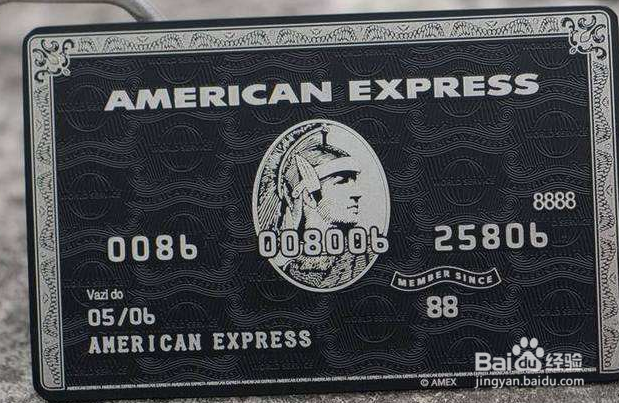 AMERICAN EXPRESS
8888
0086 008006 25806
MEMBER SINCE
Vazi do
05/06
88
AMERICAN EXPRESS
© AMEX
Baidu 经验
jingyan.baidu.com